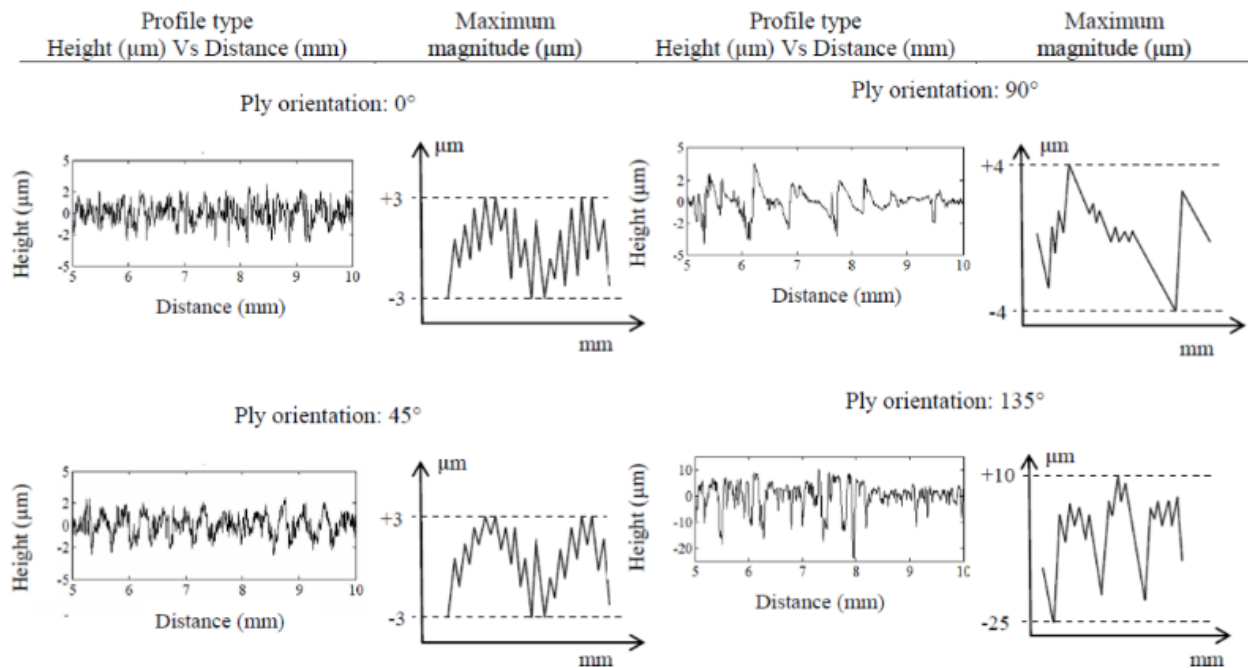 Profile type
Height (μm) Vs Distance (mm)
Maximum
magnitude (μm)
Profile type
Height (μm) Vs Distance (mm)
Maximum
magnitude (μm)
Ply orientation: 0°
Height (μm)
5
2
0
-2
-5
5 6 7 8 9 10
Distance (mm)
μm
+3
-3
mm
Ply orientation: 90°
Height (μm)
5
2
0
-2
-5
5 6 7 8 9 10
Distance (mm)
μm
+4
-4
mm
Ply orientation: 45°
Height (μm)
5
2
0
-2
-5
5 6 7 8 9 10
Distance (mm)
μm
+3
-3
mm
Ply orientation: 135°
Height (μm)
10
0
-10
-20
5 6 7 8 9 10
Distance (mm)
μm
+10
-25
mm